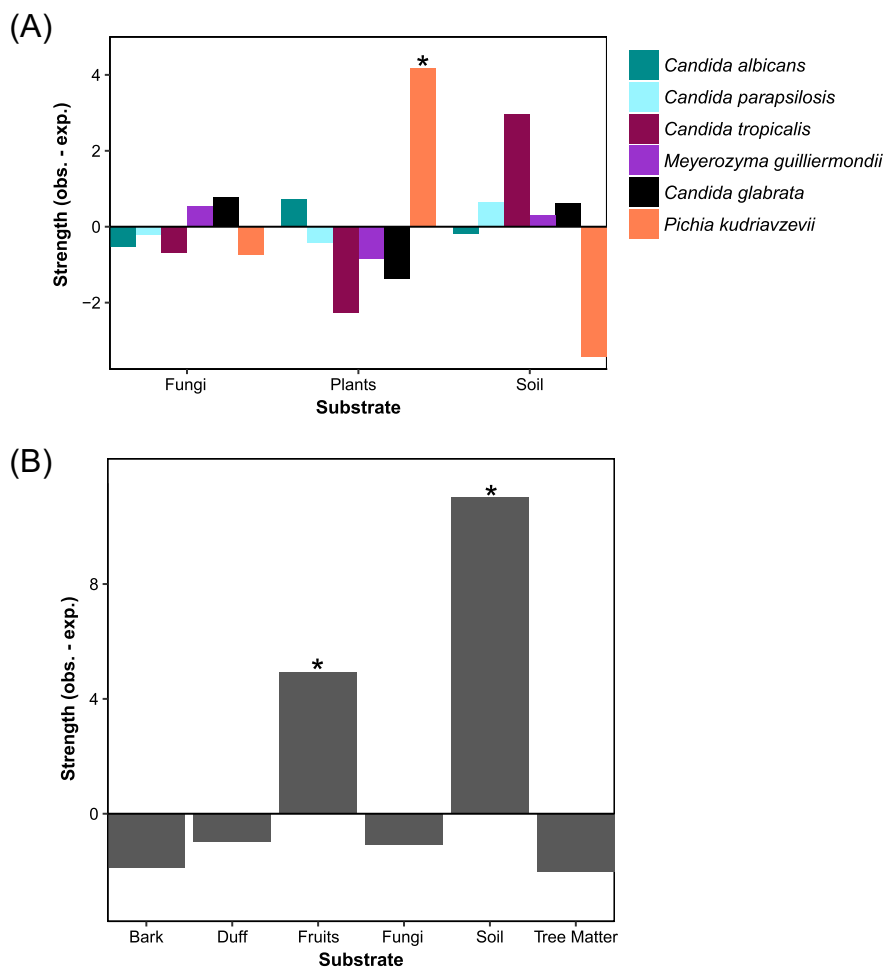 (A)
Strength (obs. - exp.)
4
2
0
−2
*
Fungi
Plants
Soil
Substrate
Candida albicans
Candida parapsilosis
Candida tropicalis
Meyerozyma guilliermondii
Candida glabrata
Pichia kudriavzevii
(B)
Strength (obs. - exp.)
8
4
0
*
*
Bark
Duff
Fruits
Fungi
Soil
Tree Matter
Substrate